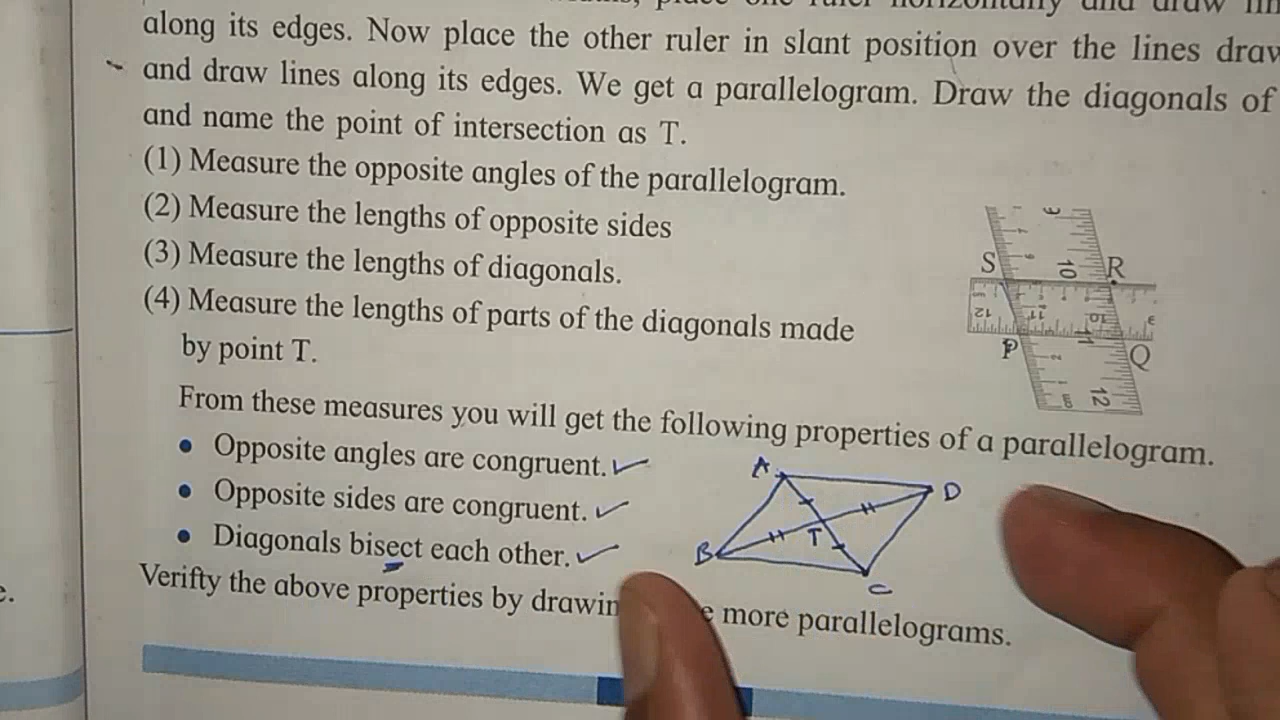 along its edges. Now place the other ruler in slant position over the lines
and draw lines along its edges. We get a parallelogram. Draw the diagonals of
and name the point of intersection as T.
(1) Measure the opposite angles of the parallelogram.
(2) Measure the lengths of opposite sides
(3) Measure the lengths of diagonals.
(4) Measure the lengths of parts of the diagonals made
by point T.
S R
P Q
From these measures you will get the following properties of a parallelogram.
• Opposite angles are congruent.
• Opposite sides are congruent.
• Diagonals bisect each other.
A D
B T
C
Verifty the above properties by more parallelograms.